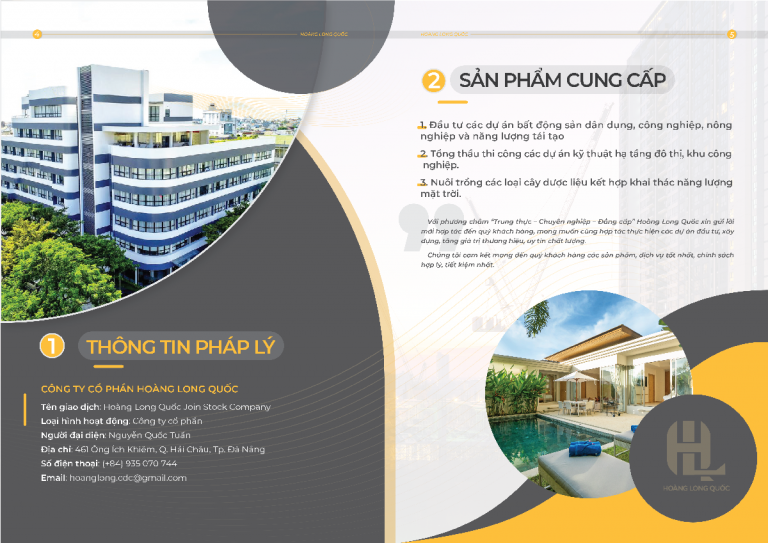 4
HOÀNG LONG QUỐC
HOÀNG LONG QUỐC
5
1
THÔNG TIN PHÁP LÝ
CÔNG TY CỔ PHẦN HOÀNG LONG QUỐC
Tên giao dịch: Hoàng Long Quốc Join Stock Company
Loại hình hoạt động: Công ty cổ phần
Người đại diện: Nguyễn Quốc Tuấn
Địa chỉ: 461 Ông Ích Khiêm, Q. Hải Châu, Tp. Đà Nẵng
Số điện thoại: (+84) 935 070 744
Email: hoanglong.cdc@gmail.com
2
SẢN PHẨM CUNG CẤP
1. Đầu tư các dự án bất động sản dân dụng, công nghiệp, nông
nghiệp và năng lượng tái tạo
2. Tổng thầu thi công các dự án kỹ thuật hạ tầng đô thị, khu công
nghiệp.
3. Nuôi trồng các loại cây dược liệu kết hợp khai thác năng lượng
mặt trời.
Với phương châm "Trung thực – Chuyên nghiệp – Đẳng cấp" Hoàng Long Quốc xin gửi lời
mời hợp tác đến quý khách hàng, mong muốn cùng hợp tác thực hiện các dự án đầu tư, xây
dựng, tăng giá trị thương hiệu, uy tín chất lượng.
Chúng tôi cam kết mang đến quý khách hàng các sản phẩm, dịch vụ tốt nhất, chính sách
hợp lý, tiết kiệm nhất.
HL
HOÀNG LONG QUỐC